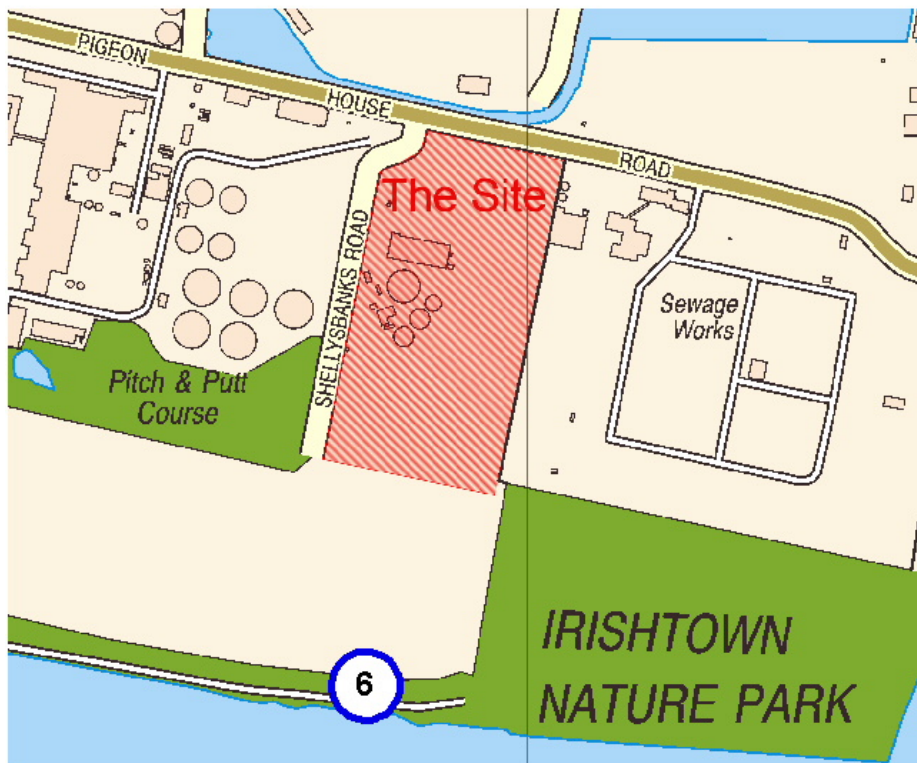 PIGEON
HOUSE
ROAD
The Site
SHELLYSBANKS ROAD
Sewage
Works
Pitch & Putt
Course
IRISHTOWN
NATURE PARK
6